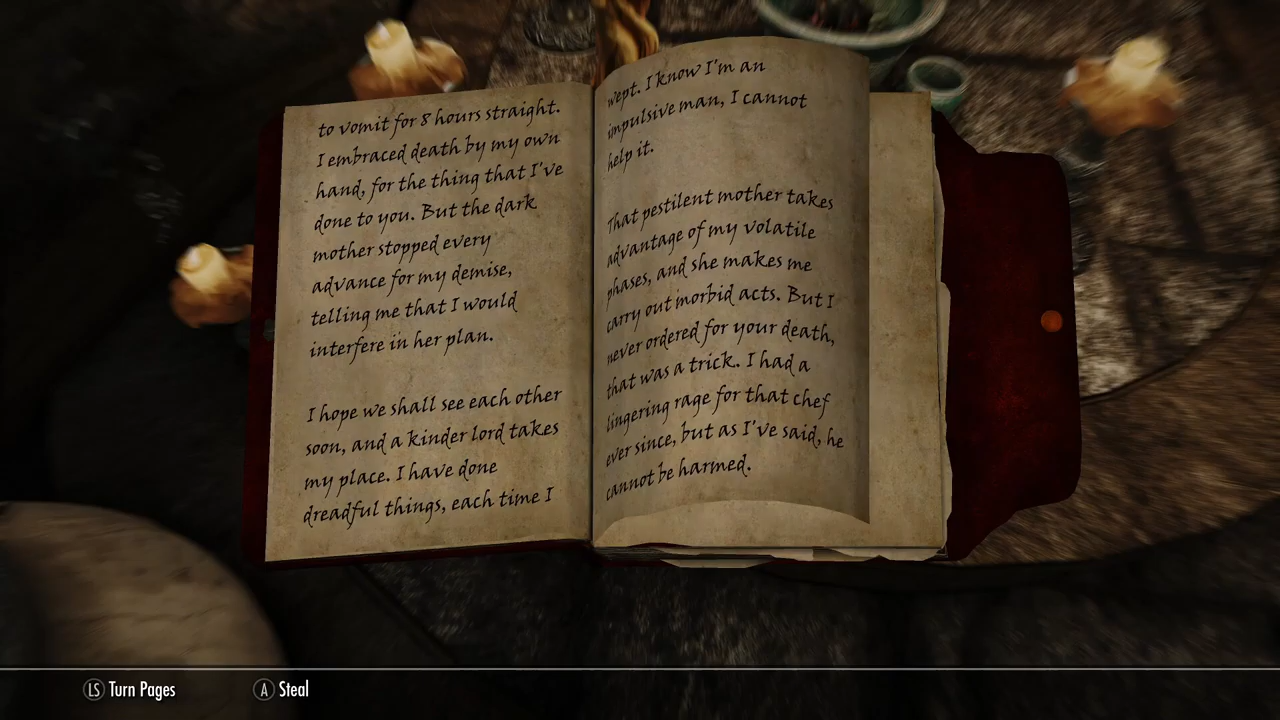 to vomit for 8 hours straight.
I embraced death by my own
hand, for the thing that I've
done to you. But the dark
mother stopped every
advance for my demise,
telling me that I would
interfere in her plan.
I hope we shall see each other
soon, and a kinder lord takes
my place. I have done
dreadful things, each time I
wept. I know I'm an
impulsive man, I cannot
help it.
That pestilent mother takes
advantage of my volatile
phases, and she makes me
carry out morbid acts. But I
never ordered for your death,
that was a trick. I had a
lingering rage for that chef
ever since, but as I've said, he
cannot be harmed.
LS Turn Pages
A Steal